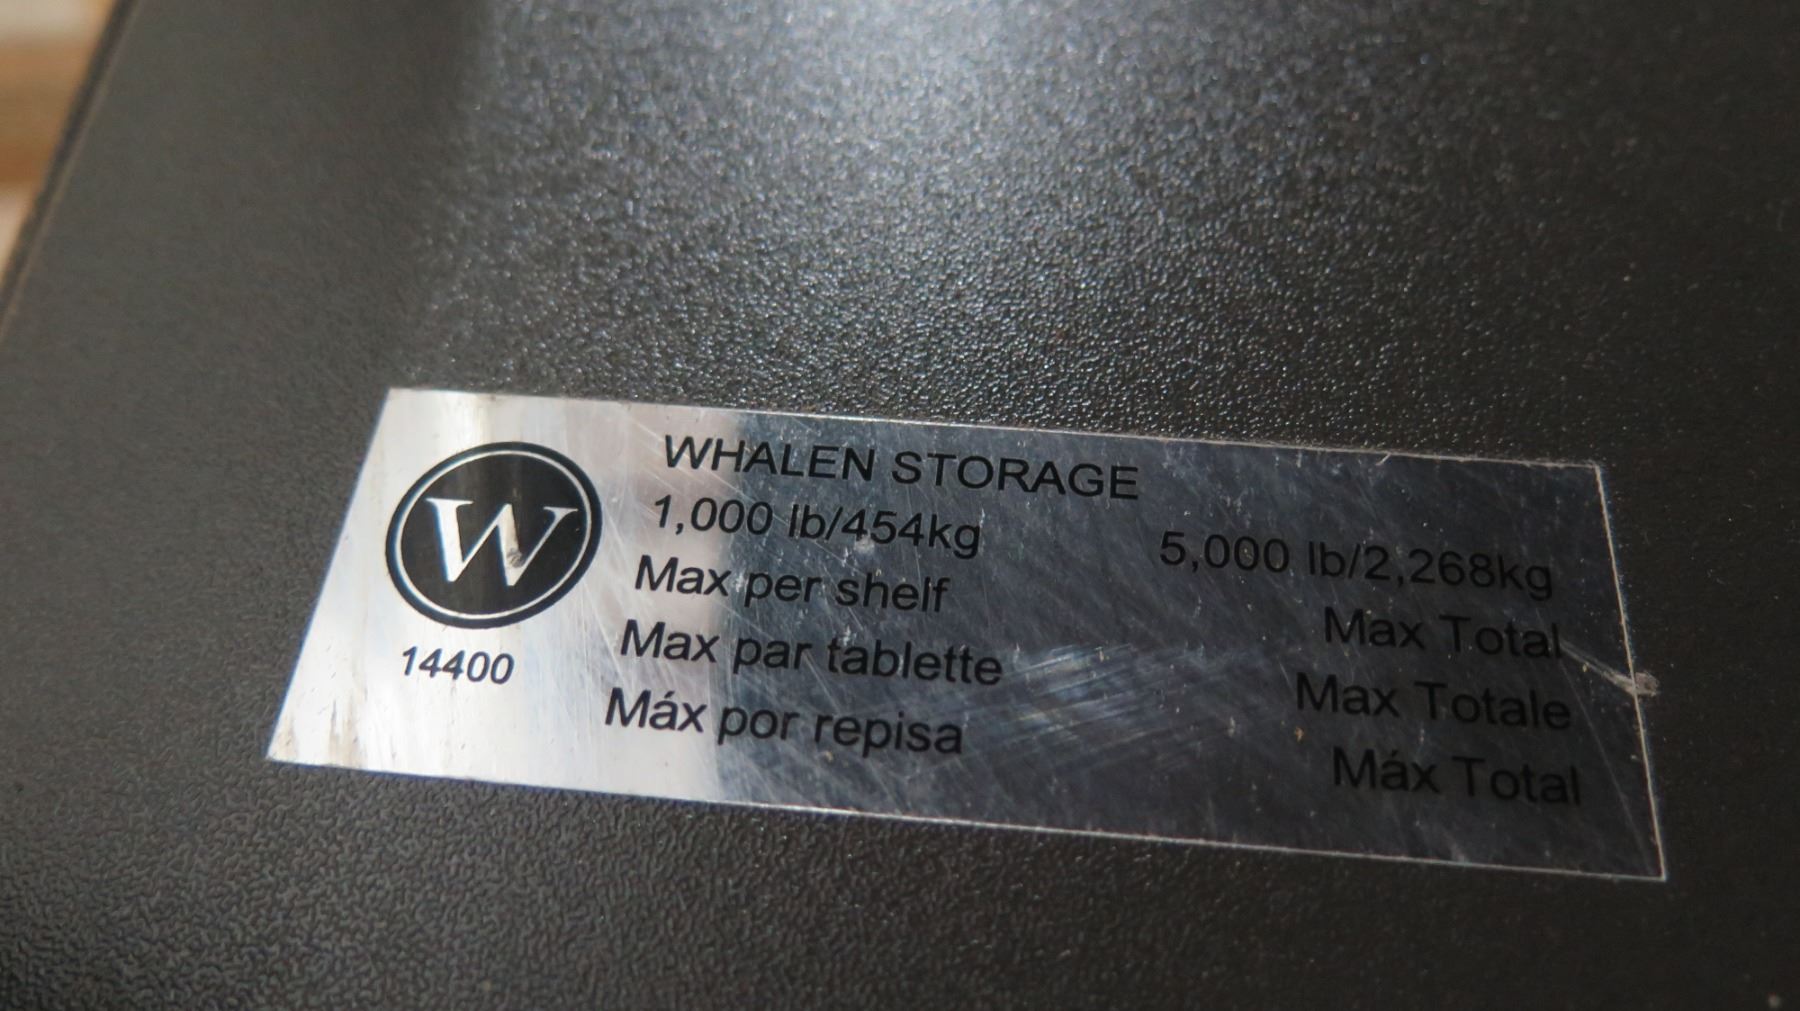 W
14400
WHALEN STORAGE
1,000 lb/454kg
Max per shelf
Max par tablette
Máx por repisa
5,000 lb/2,268kg
Max Total
Max Totale
Máx Total